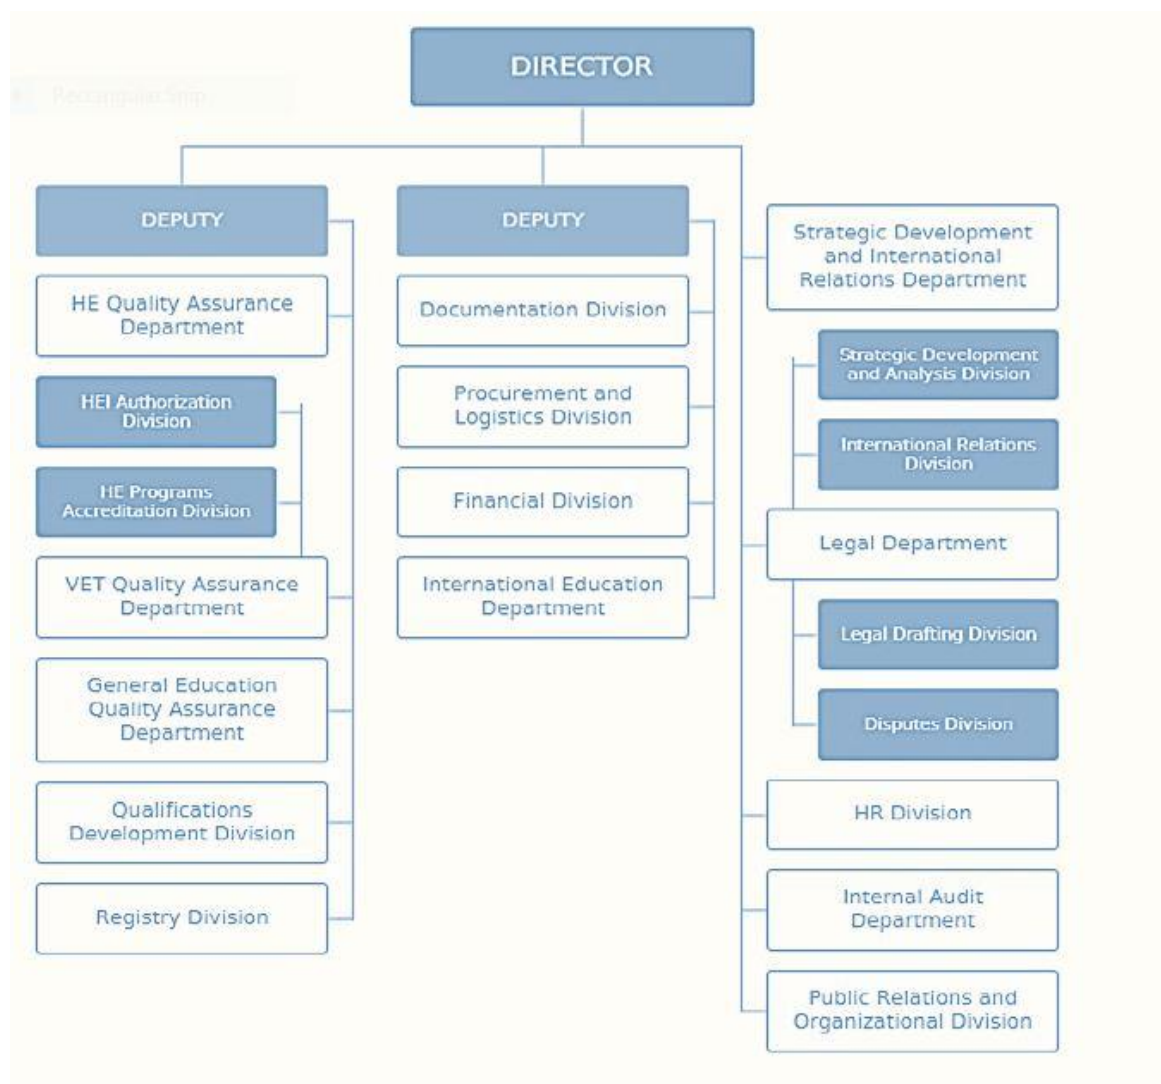 DIRECTOR
Rectangular Snip
DEPUTY
HE Quality Assurance
Department
HEI Authorization
Division
HE Programs
Accreditation Division
VET Quality Assurance
Department
General Education
Quality Assurance
Department
Qualifications
Development Division
Registry Division
DEPUTY
Documentation Division
Procurement and
Logistics Division
Financial Division
International Education
Department
Strategic Development
and International
Relations Department
Strategic Development
and Analysis Division
International Relations
Division
Legal Department
Legal Drafting Division
Disputes Division
HR Division
Internal Audit
Department
Public Relations and
Organizational Division